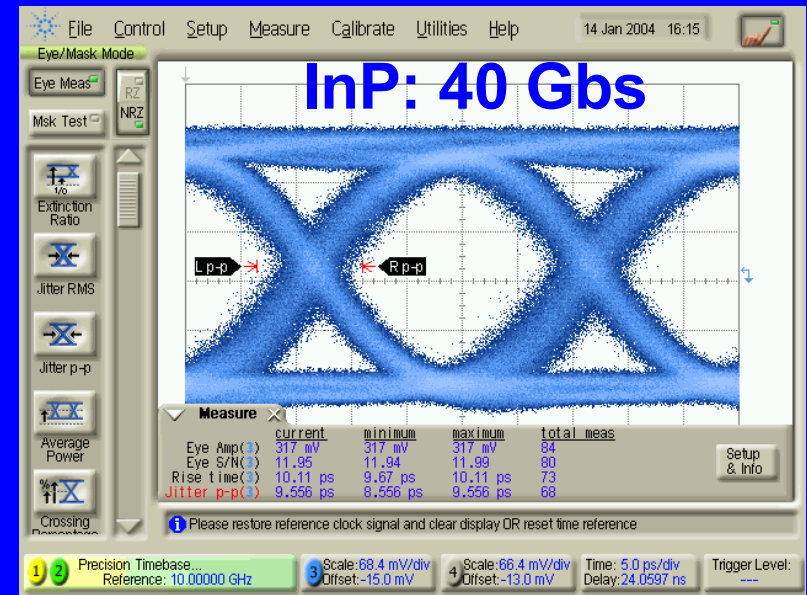 File Control Setup Measure Calibrate Utilities Help 14 Jan 2004 16:15
Eye/Mask Mode
Eye Meas
RZ
NRZ
Msk Test
InP: 40 Gbs
1/0
Extinction
Ratio
Jitter RMS
Jitter p-p
Average
Power
%
Crossing
Percentage
L p-p
R p-p
Measure
current minimum maximum total meas
Eye Amp(3) 317 mV 317 mV 317 mV 84
Eye S/N(3) 11.95 11.94 11.99 80
Rise time(3) 10.11 ps 9.67 ps 10.11 ps 73
Jitter p-p(3) 9.556 ps 8.556 ps 9.556 ps 68
Setup
& Info
Please restore reference clock signal and clear display OR reset time reference
1 2 Precision Timebase...
Reference: 10.00000 GHz
3 Scale:68.4 mV/div
Offset:-15.0 mV
4 Scale:66.4 mV/div
Offset:-13.0 mV
Time: 5.0 ps/div
Delay:24.0597 ns
Trigger Level:
---